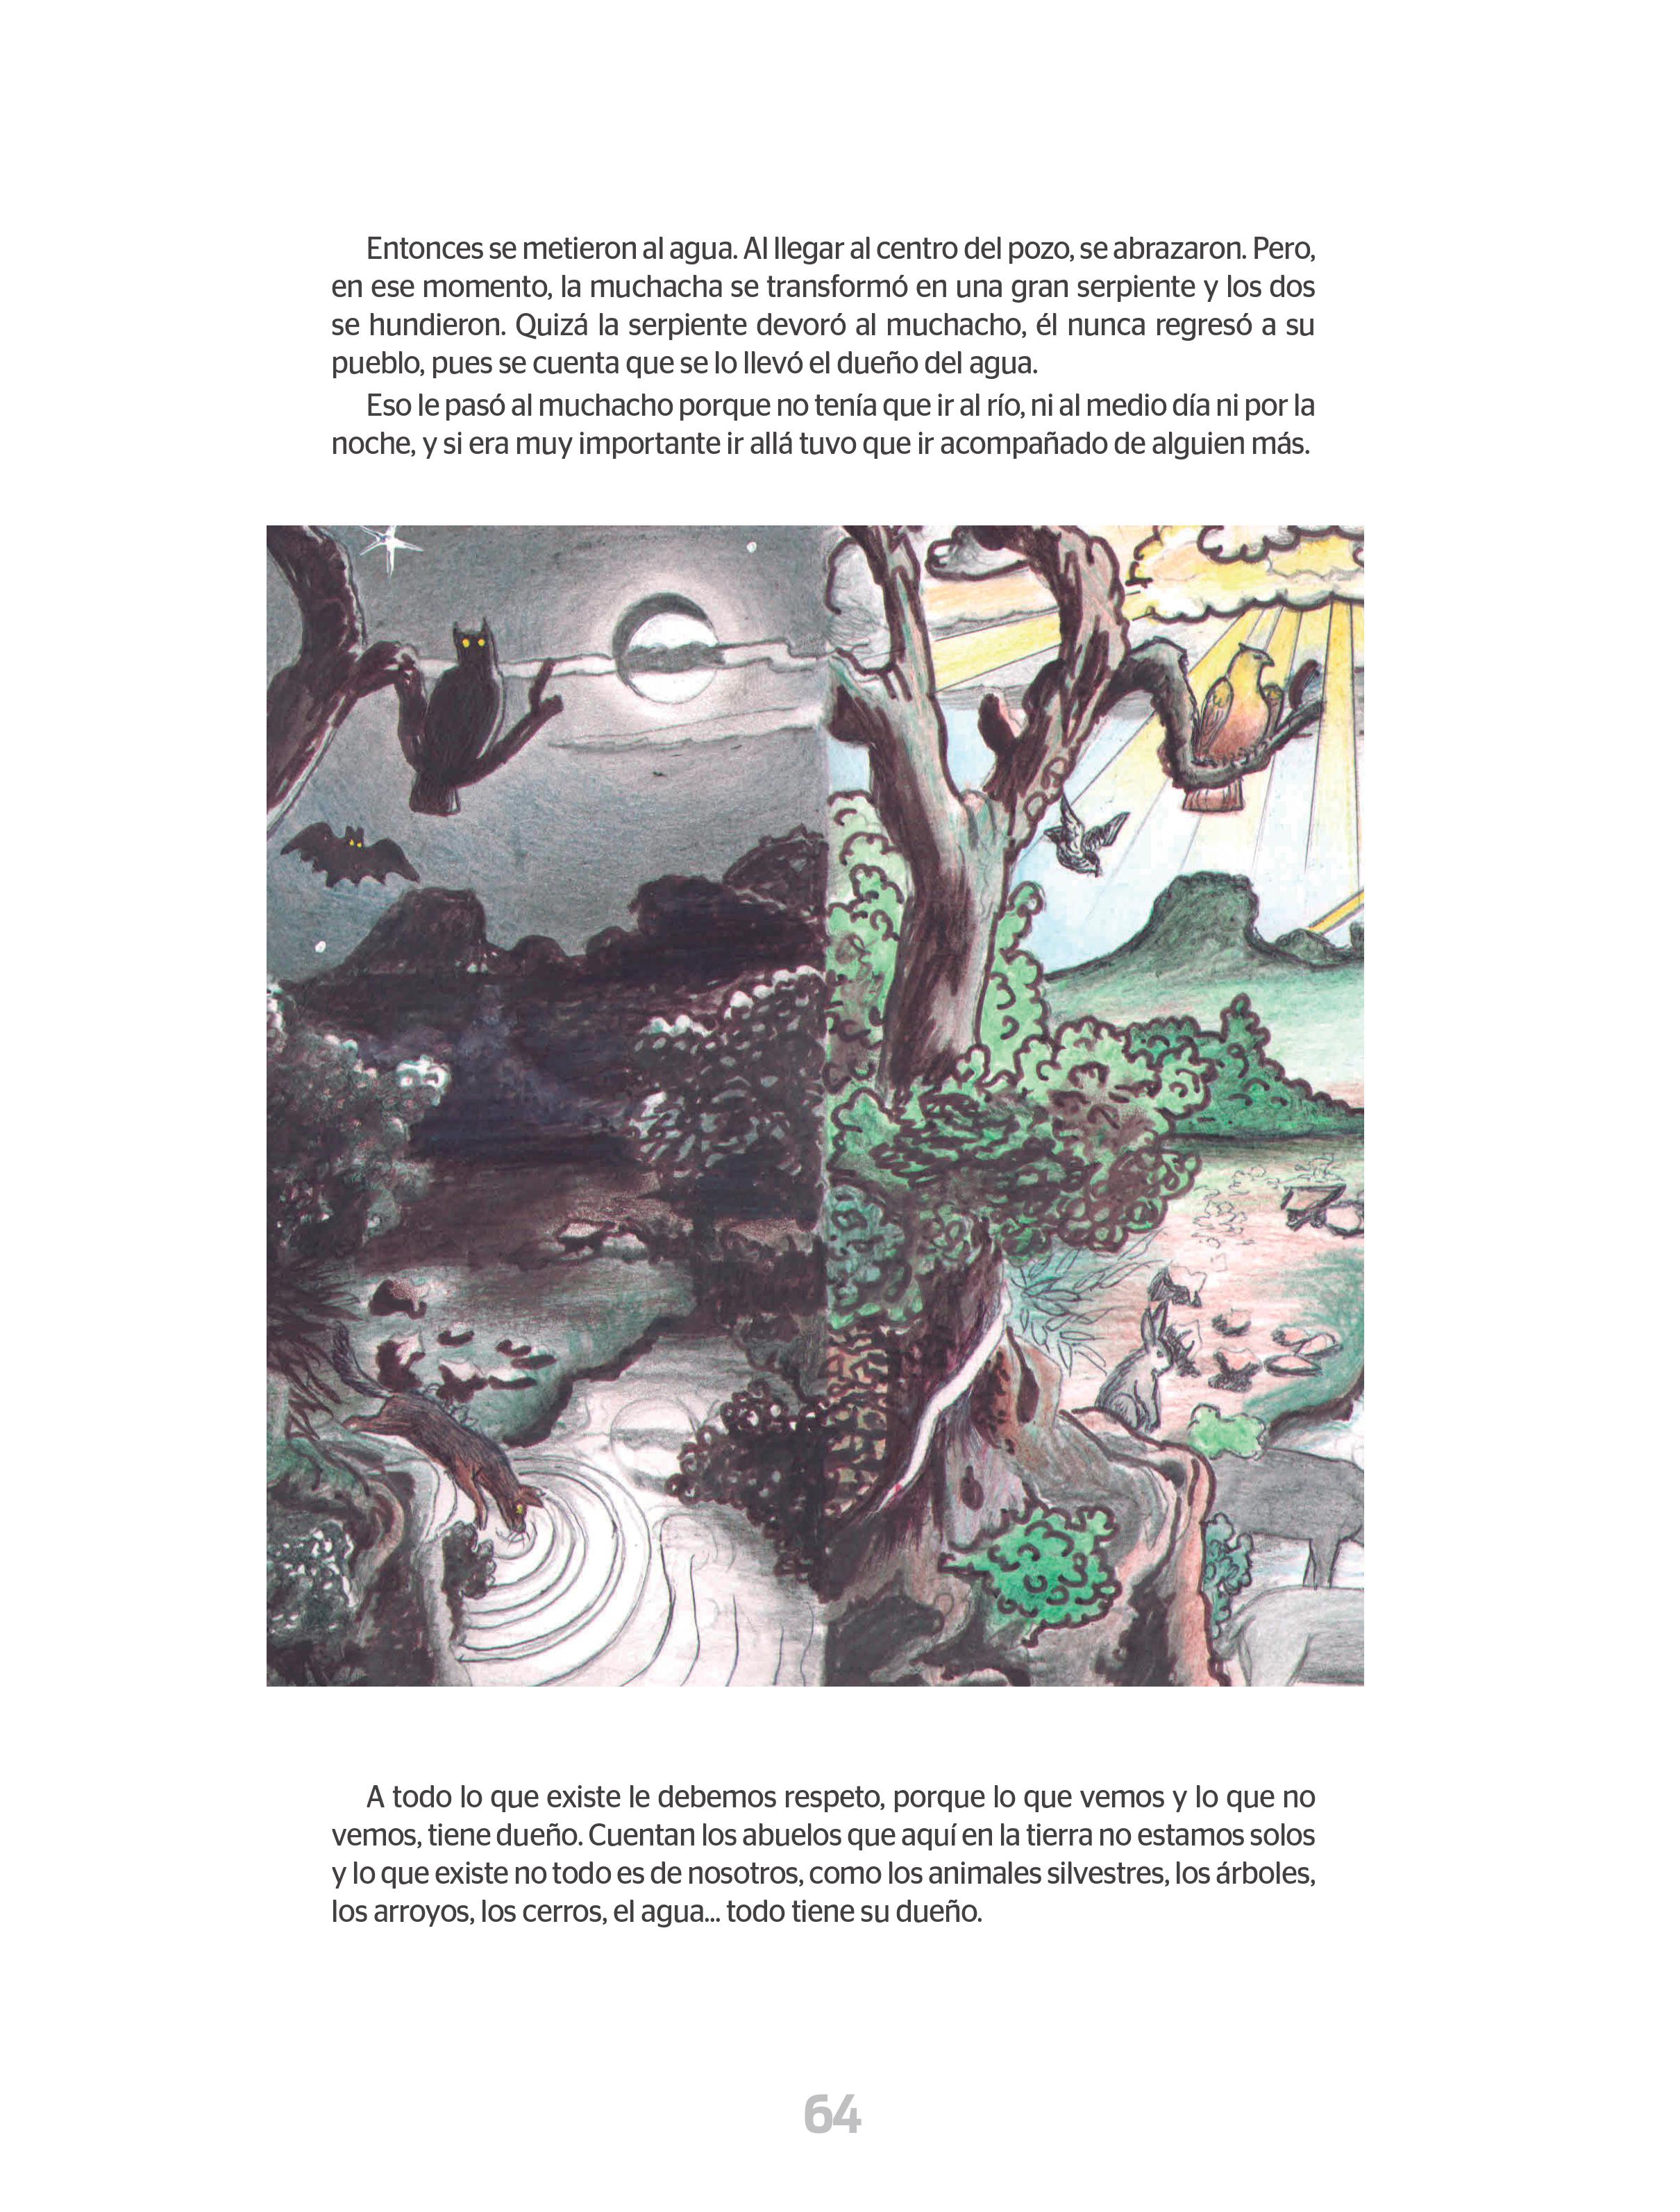 Entonces se metieron al agua. Al llegar al centro del pozo, se abrazaron. Pero,
en ese momento, la muchacha se transformó en una gran serpiente y los dos
se hundieron. Quizá la serpiente devoró al muchacho, él nunca regresó a su
pueblo, pues se cuenta que se lo llevó el dueño del agua.
Eso le pasó al muchacho porque no tenía que ir al río, ni al medio día ni por la
noche, y si era muy importante ir allá tuvo que ir acompañado de alguien más.
A todo lo que existe le debemos respeto, porque lo que vemos y lo que no
vemos, tiene dueño. Cuentan los abuelos que aquí en la tierra no estamos solos
y lo que existe no todo es de nosotros, como los animales silvestres, los árboles,
los arroyos, los cerros, el agua... todo tiene su dueño.
64